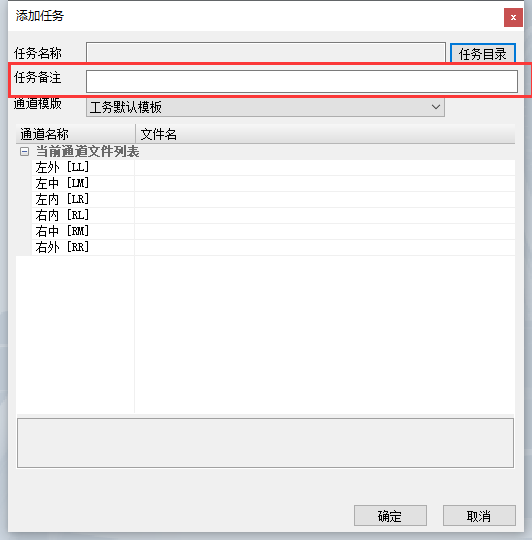 添加任务
x
任务名称
任务目录
任务备注
通道模版
工务默认模板
通道名称 文件名
当前通道文件列表
左外 [LL]
左中 [LM]
左内 [LR]
右内 [RL]
右中 [RM]
右外 [RR]
确定 取消